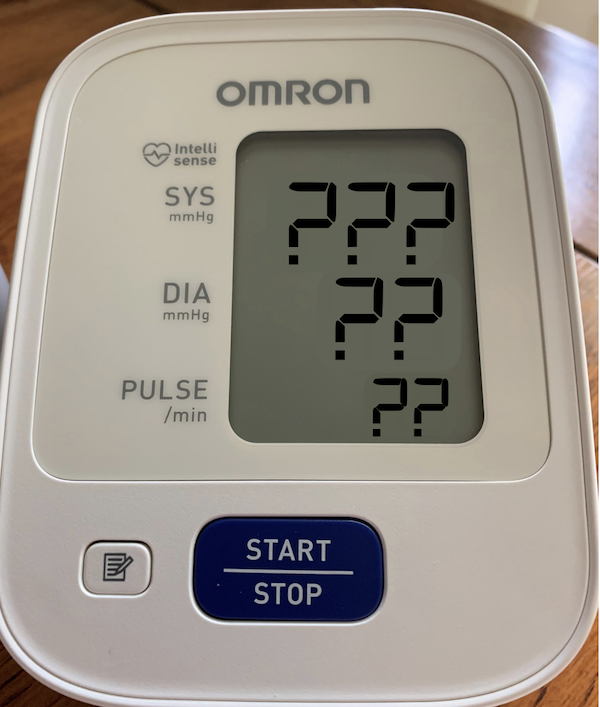 OMRON
Intelli
sense
SYS
mmHg
???
DIA
mmHg
??
PULSE
/min
??
START
STOP